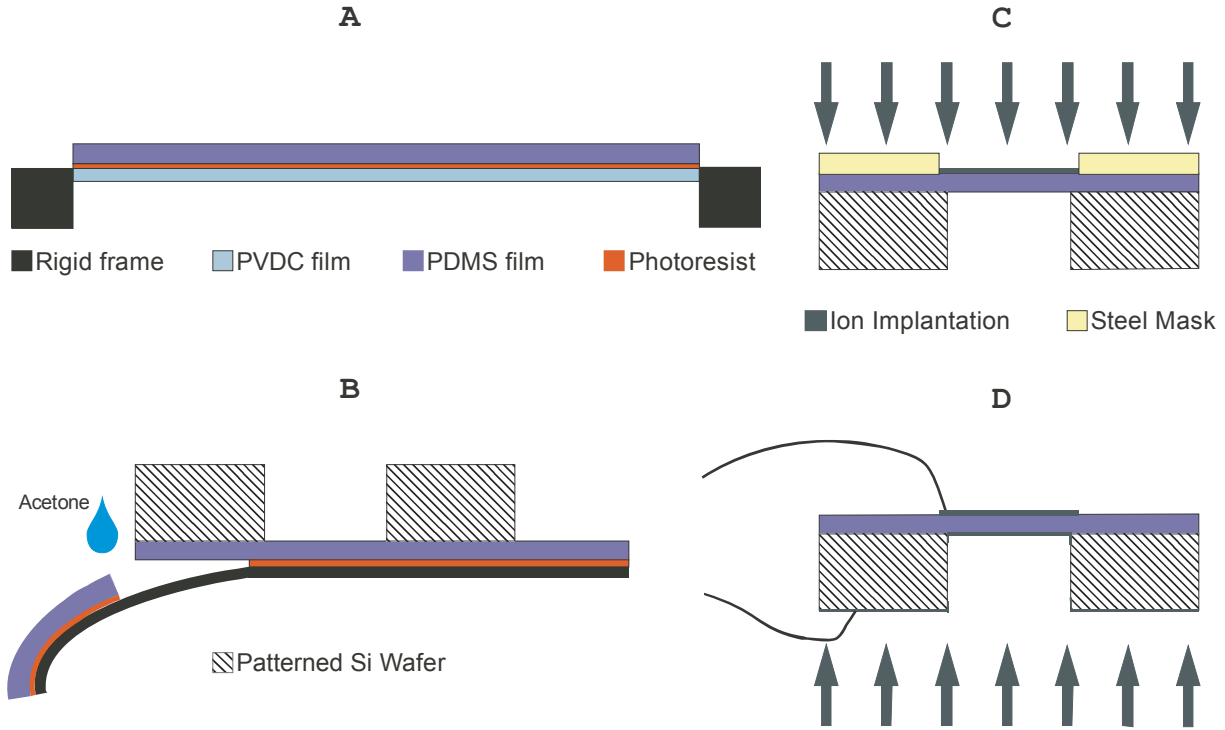 A
Rigid frame PVDC film PDMS film Photoresist
B
Acetone
Patterned Si Wafer
C
Ion Implantation Steel Mask
D